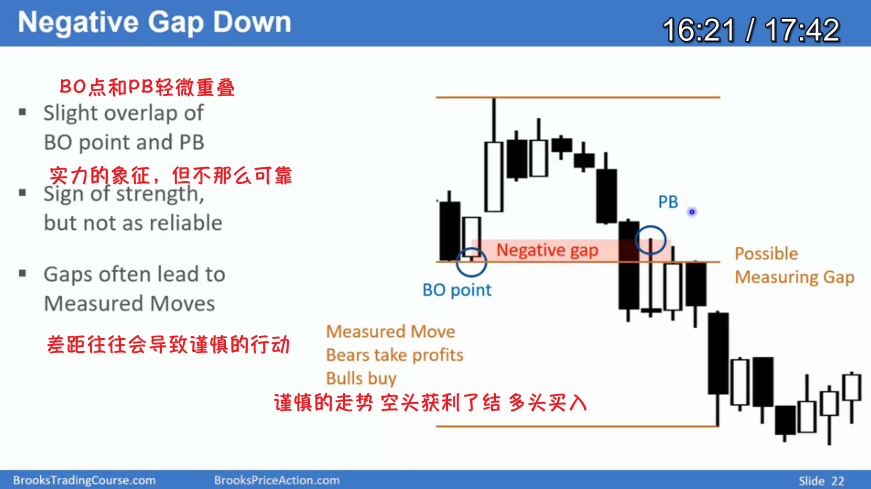 Negative Gap Down
16:21 / 17:42
BO点和PB轻微重叠
▪ Slight overlap of
BO point and PB
实力的象征，但不那么可靠
▪ Sign of strength,
but not as reliable
▪ Gaps often lead to
Measured Moves
差距往往会导致谨慎的行动
PB
Negative gap
BO point
Possible
Measuring Gap
Measured Move
Bears take profits
Bulls buy
谨慎的走势 空头获利了结 多头买入
BrooksTradingCourse.com
BrooksPriceAction.com
Slide 22